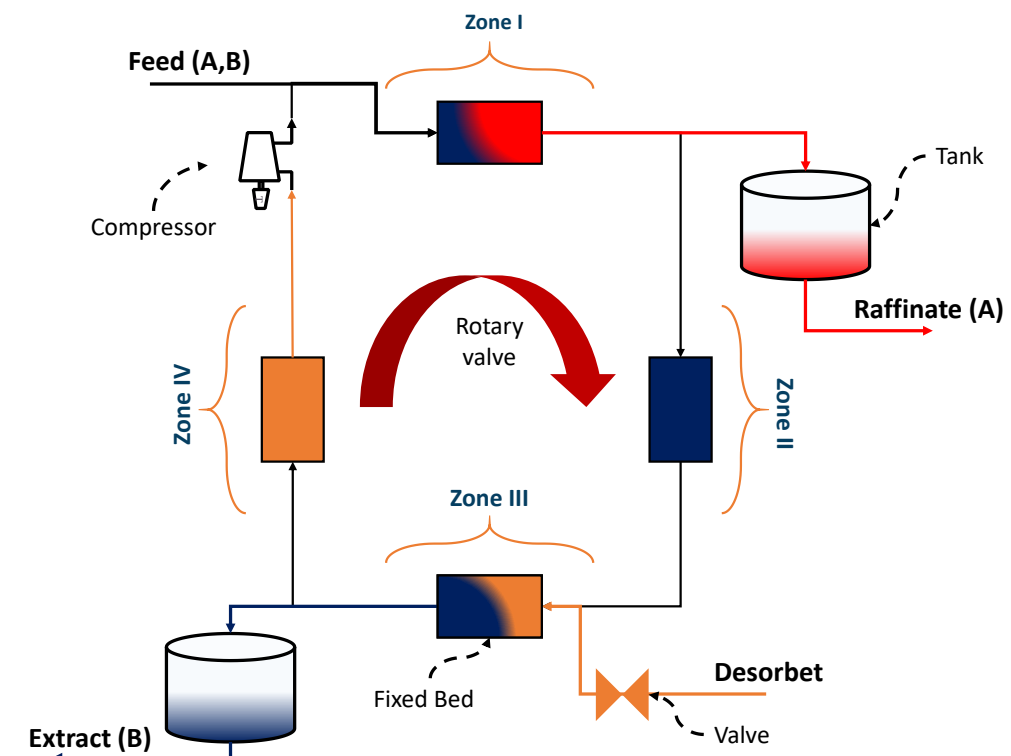 Zone I
Feed (A,B)
Tank
Compressor
Raffinate (A)
Rotary
valve
Zone IV
Zone II
Zone III
Desorbet
Fixed Bed
Valve
Extract (B)